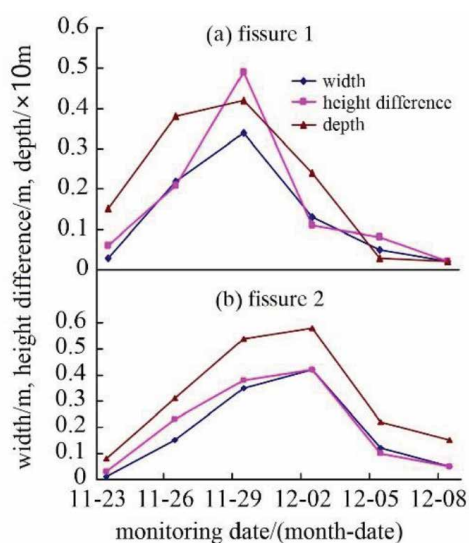 (a) fissure 1
width
height difference
depth
0.6
0.5
0.4
0.3
0.2
0.1
0
(b) fissure 2
0.6
0.5
0.4
0.3
0.2
0.1
0
width/m, height difference/m, depth/×10m
11-23 11-26 11-29 12-02 12-05 12-08
monitoring date/(month-date)